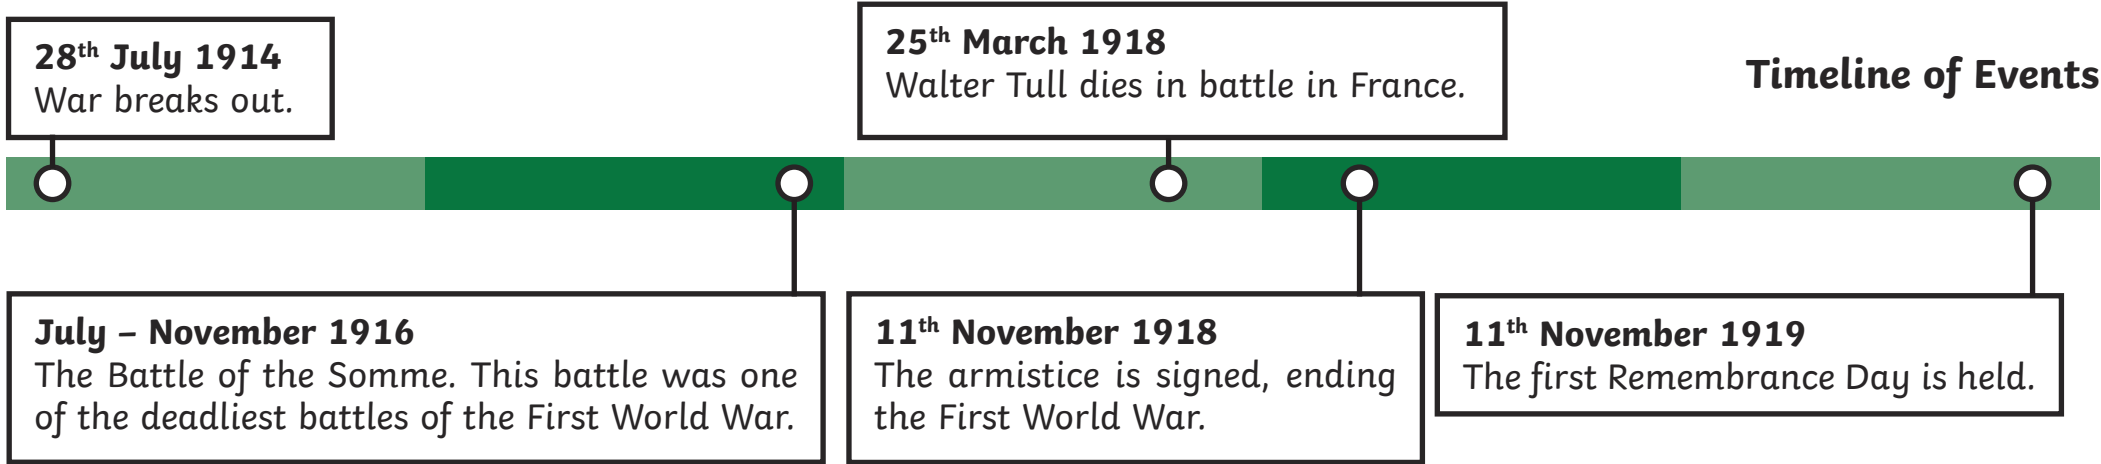 Timeline of Events
28th July 1914
War breaks out.
25th March 1918
Walter Tull dies in battle in France.
July – November 1916
The Battle of the Somme. This battle was one
of the deadliest battles of the First World War.
11th November 1918
The armistice is signed, ending
the First World War.
11th November 1919
The first Remembrance Day is held.